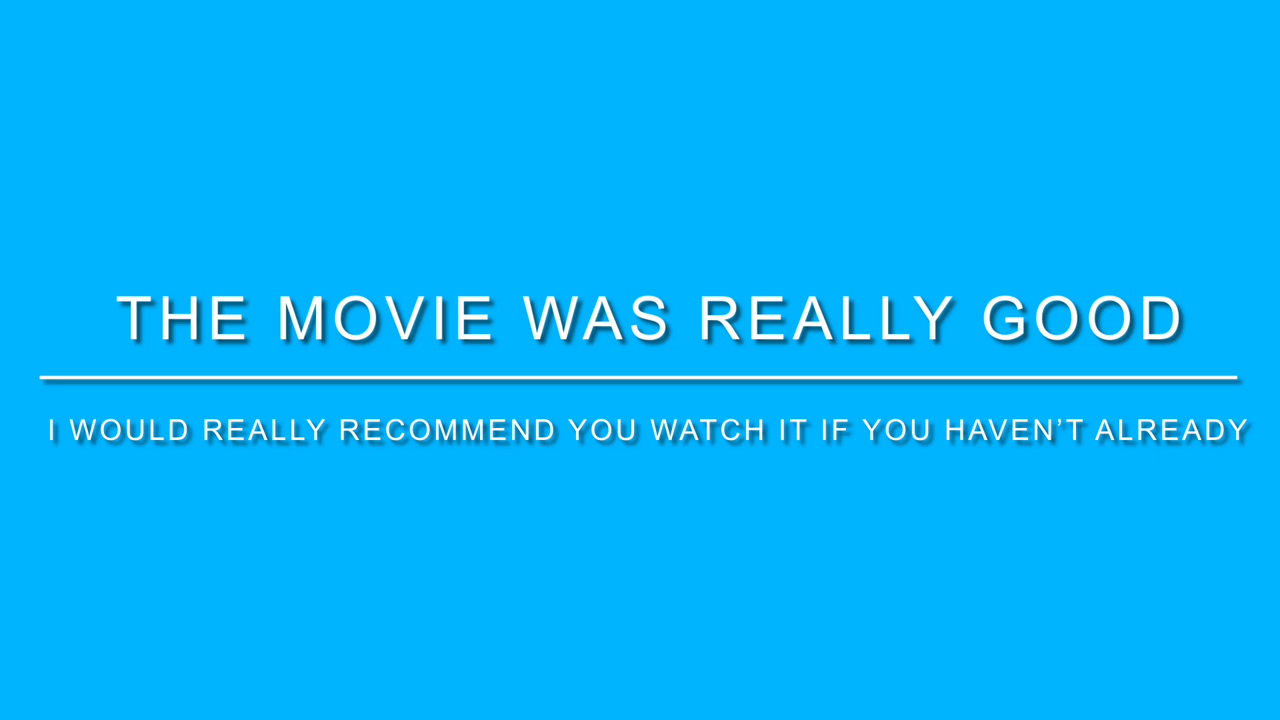 THE MOVIE WAS REALLY GOOD
I WOULD REALLY RECOMMEND YOU WATCH IT IF YOU HAVEN’T ALREADY